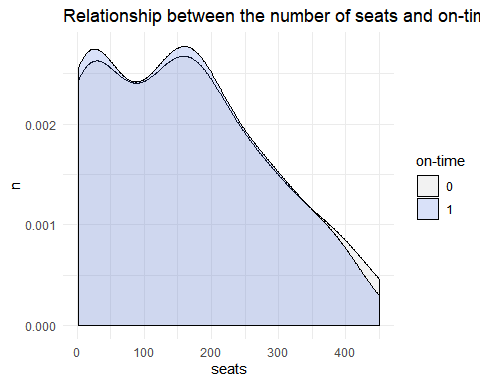 Relationship between the number of seats and on-tim
n
0.002
0.001
0.000
0
100
200
300
400
seats
on-time
0
1